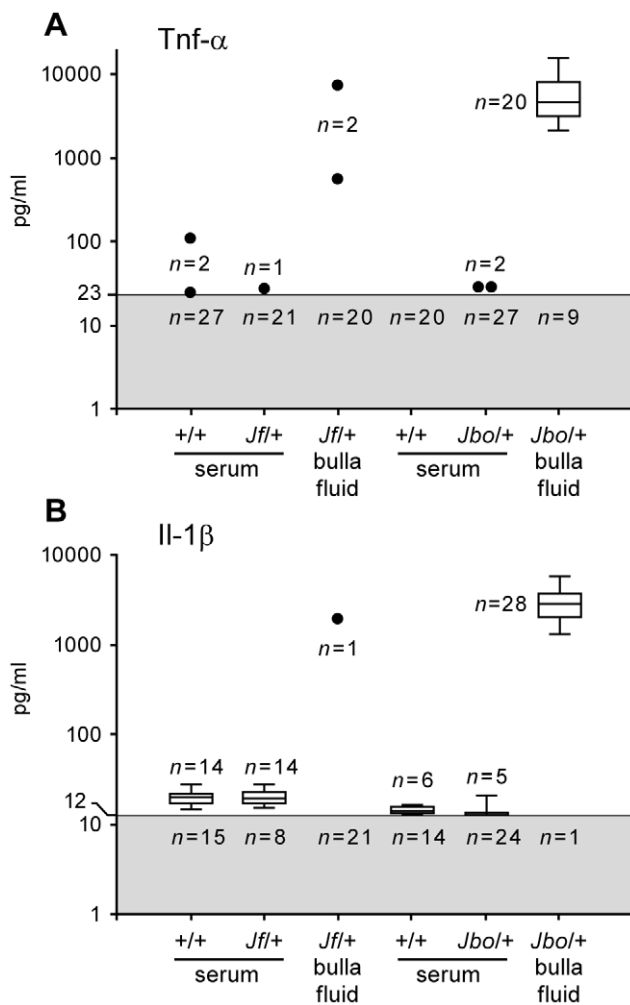 A
Tnf-α
10000
n=20
n=2
1000
pg/ml
100
n=2 n=1 n=2
23
10
n=27 n=21 n=20 n=20 n=27 n=9
1
+/+ Jf/+ Jf/+ +/+ Jbo/+ Jbo/+
serum bulla serum bulla
fluid fluid
B
Il-1β
10000
n=28
1000
n=1
pg/ml
100
n=14 n=14 n=6 n=5
12
10
n=15 n=8 n=21 n=14 n=24 n=1
1
+/+ Jf/+ Jf/+ +/+ Jbo/+ Jbo/+
serum bulla serum bulla
fluid fluid